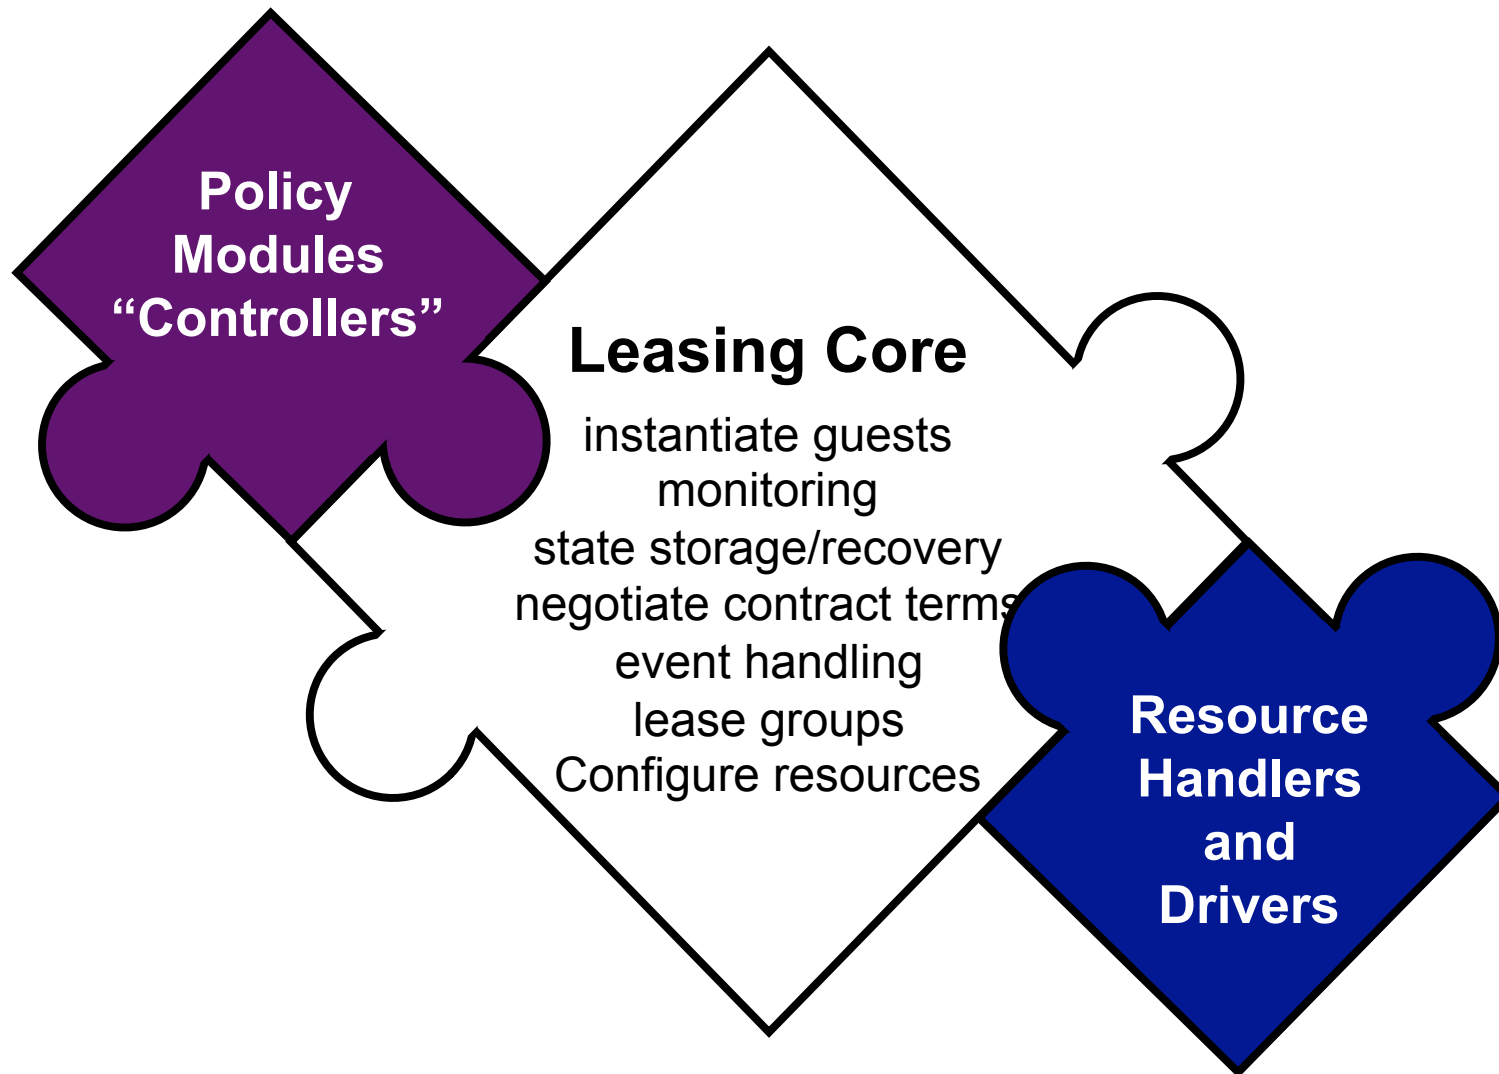 Policy
Modules
“Controllers”
Leasing Core
instantiate guests
monitoring
state storage/recovery
negotiate contract terms
event handling
lease groups
Configure resources
Resource
Handlers
and
Drivers